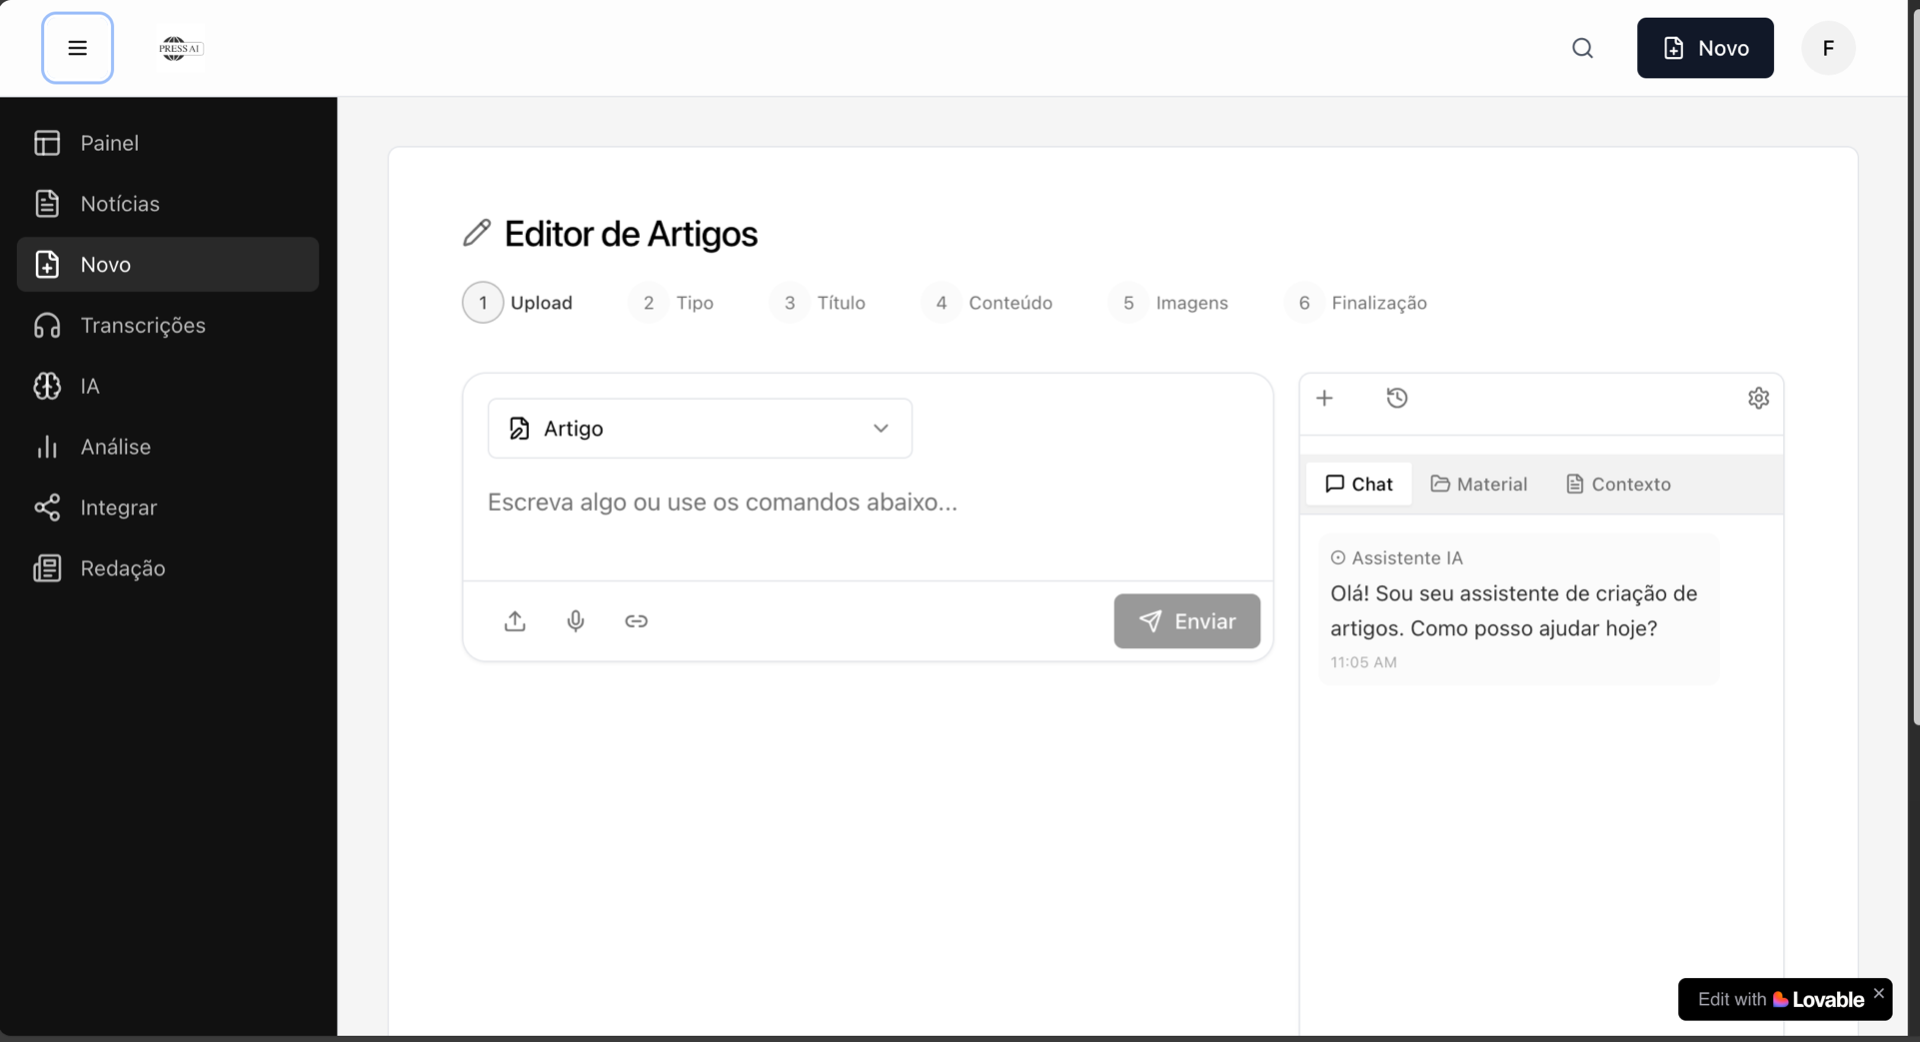 PRESS AI
Novo
F
Painel
Notícias
Novo
Transcrições
IA
Análise
Integrar
Redação
Editor de Artigos
1 Upload 2 Tipo 3 Título 4 Conteúdo 5 Imagens 6 Finalização
Artigo
Escreva algo ou use os comandos abaixo...
Enviar
Chat Material Contexto
Assistente IA
Olá! Sou seu assistente de criação de
artigos. Como posso ajudar hoje?
11:05 AM
Edit with Lovable